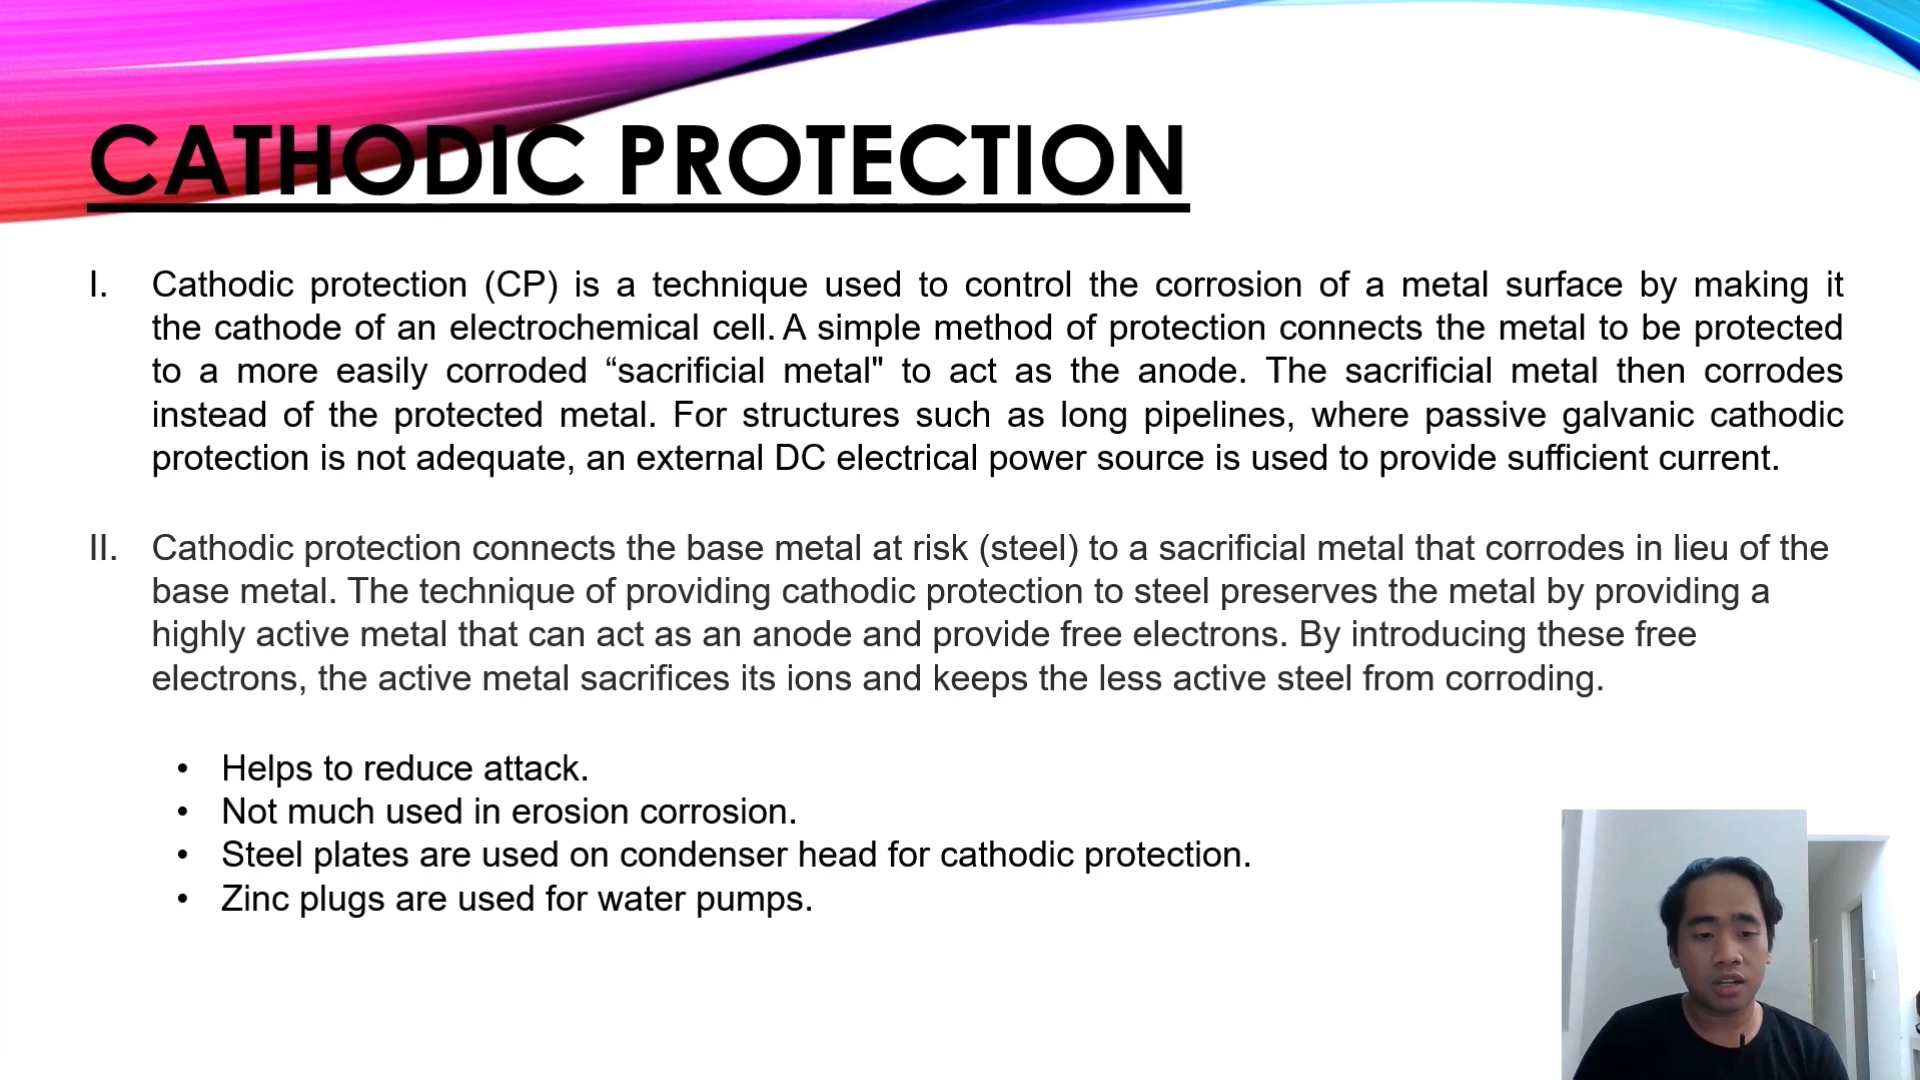 CATHODIC PROTECTION
I. Cathodic protection (CP) is a technique used to control the corrosion of a metal surface by making it
the cathode of an electrochemical cell. A simple method of protection connects the metal to be protected
to a more easily corroded “sacrificial metal" to act as the anode. The sacrificial metal then corrodes
instead of the protected metal. For structures such as long pipelines, where passive galvanic cathodic
protection is not adequate, an external DC electrical power source is used to provide sufficient current.
II. Cathodic protection connects the base metal at risk (steel) to a sacrificial metal that corrodes in lieu of the
base metal. The technique of providing cathodic protection to steel preserves the metal by providing a
highly active metal that can act as an anode and provide free electrons. By introducing these free
electrons, the active metal sacrifices its ions and keeps the less active steel from corroding.
• Helps to reduce attack.
• Not much used in erosion corrosion.
• Steel plates are used on condenser head for cathodic protection.
• Zinc plugs are used for water pumps.